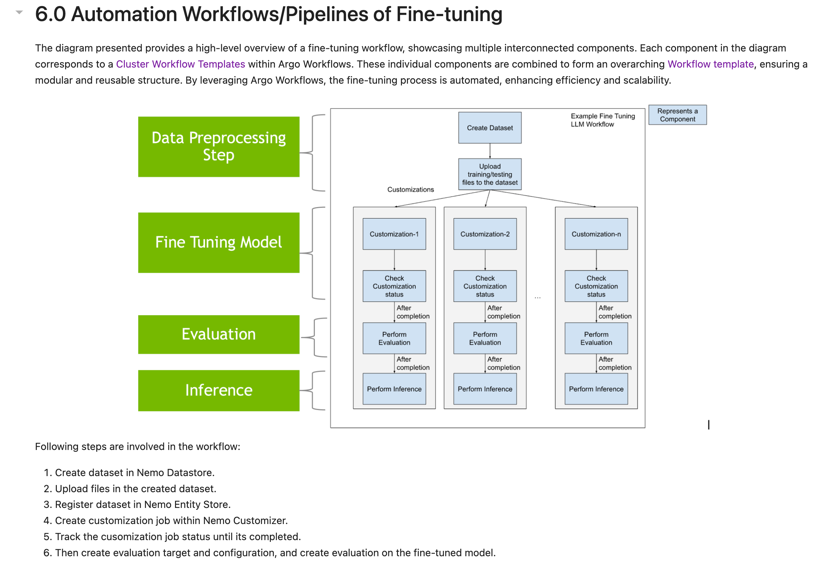 6.0 Automation Workflows/Pipelines of Fine-tuning
The diagram presented provides a high-level overview of a fine-tuning workflow, showcasing multiple interconnected components. Each component in the diagram
corresponds to a Cluster Workflow Templates within Argo Workflows. These individual components are combined to form an overarching Workflow template, ensuring a
modular and reusable structure. By leveraging Argo Workflows, the fine-tuning process is automated, enhancing efficiency and scalability.
Data Preprocessing
Step
Fine Tuning Model
Evaluation
Inference
Example Fine Tuning
LLM Workflow
Represents a
Component
Create Dataset
Upload
training/testing
files to the dataset
Customizations
Customization-1
Check
Customization
status
After
completion
Perform
Evaluation
After
completion
Perform Inference
Customization-2
Check
Customization
status
After
completion
Perform
Evaluation
After
completion
Perform Inference
...
Customization-n
Check
Customization
status
After
completion
Perform
Evaluation
After
completion
Perform Inference
Following steps are involved in the workflow:
1. Create dataset in Nemo Datastore.
2. Upload files in the created dataset.
3. Register dataset in Nemo Entity Store.
4. Create customization job within Nemo Customizer.
5. Track the cusomization job status until its completed.
6. Then create evaluation target and configuration, and create evaluation on the fine-tuned model.